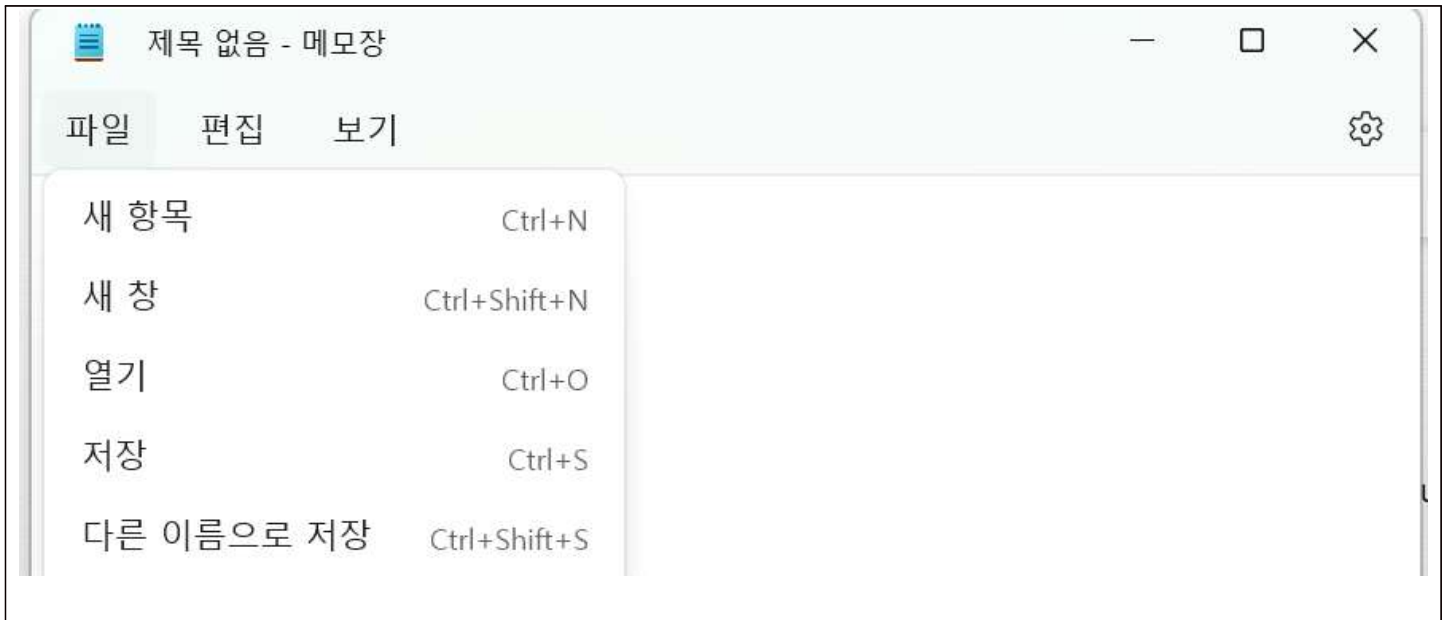 제목 없음 - 메모장
파일 편집 보기
새 항목 Ctrl+N
새 창 Ctrl+Shift+N
열기 Ctrl+O
저장 Ctrl+S
다른 이름으로 저장 Ctrl+Shift+S